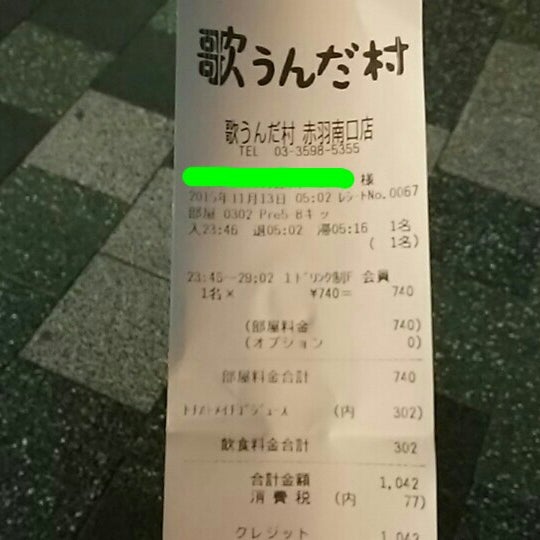 歌うんだ村
歌うんだ村 赤羽南口店
TEL 03-3598-5355
様
2015年11月13日 05:02 レシートNo.0067
部屋 0302 Pre5 8キッ
入23:46 退05:02 滞05:16 1名
( 1名)
23:46～29:02 1ドリンク制F 会員
1名× ¥740= 740
(部屋料金 740)
(オプション 0)
部屋料金合計 740
(内 302)
飲食料金合計 302
合計金額 1,042
消費税 (内 77)
クレジット 1,042